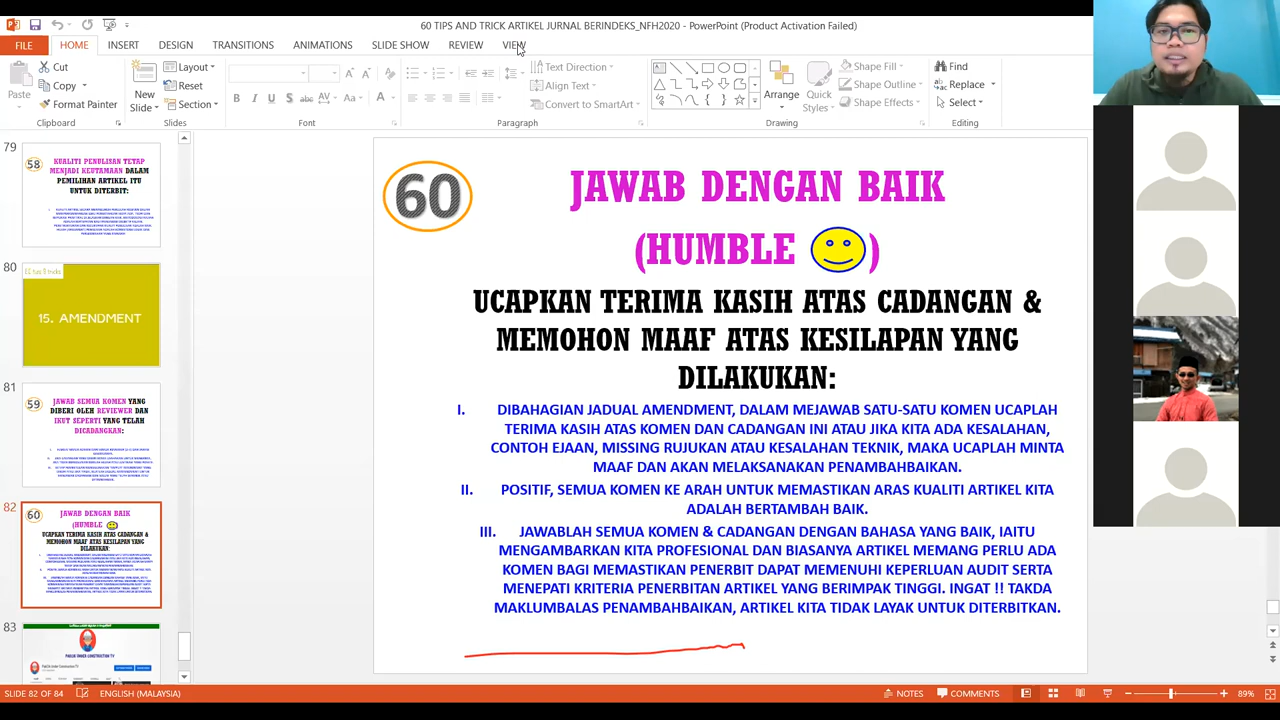 60 TIPS AND TRICK ARTIKEL JURNAL BERINDEKS_NFH2020 - PowerPoint (Product Activation Failed)
FILE HOME INSERT DESIGN TRANSITIONS ANIMATIONS SLIDE SHOW REVIEW VIEW
Cut
Copy
Format Painter
Paste
Clipboard
New Slide
Layout
Reset
Section
Slides
Font
Text Direction
Align Text
Convert to SmartArt
Paragraph
Arrange
Quick Styles
Shape Fill
Shape Outline
Shape Effects
Drawing
Find
Replace
Select
Editing
79
58
KUALITI PENULISAN TETAP
MENJADI KEUTAMAAN DALAM
PEMILIHAN ARTIKEL ITU
UNTUK DITERBIT:
80
15. AMENDMENT
81
59
JAWAB SEMUA KOMEN YANG
DIBERI OLEH REVIEWER DAN
IKUT SEPERTI YANG TELAH
DICADANGKAN:
82
60
JAWAB DENGAN BAIK
(HUMBLE )
UCAPKAN TERIMA KASIH ATAS CADANGAN &
MEMOHON MAAF ATAS KESILAPAN YANG
DILAKUKAN:
83
60
JAWAB DENGAN BAIK
(HUMBLE )
UCAPKAN TERIMA KASIH ATAS CADANGAN &
MEMOHON MAAF ATAS KESILAPAN YANG
DILAKUKAN:
I. DIBAHAGIAN JADUAL AMENDMENT, DALAM MEJAWAB SATU-SATU KOMEN UCAPLAH
TERIMA KASIH ATAS KOMEN DAN CADANGAN INI ATAU JIKA KITA ADA KESALAHAN,
CONTOH EJAAN, MISSING RUJUKAN ATAU KESALAHAN TEKNIK, MAKA UCAPLAH MINTA
MAAF DAN AKAN MELAKSANAKAN PENAMBAHBAIKAN.
II. POSITIF, SEMUA KOMEN KE ARAH UNTUK MEMASTIKAN ARAS KUALITI ARTIKEL KITA
ADALAH BERTAMBAH BAIK.
III. JAWABLAH SEMUA KOMEN & CADANGAN DENGAN BAHASA YANG BAIK, IAITU
MENGAMBARKAN KITA PROFESIONAL DAN BIASANYA ARTIKEL MEMANG PERLU ADA
JMEN BAGI MEMASTIKAN PENERBIT DAPAT MEMENUHI KEPERLUAN AUDIT SERTA
MENEPATI KRITERIA PENERBITAN ARTIKEL YANG BERIMPAK TINGGI. INGAT !! TAKDA
MAKLUMBALAS PENAMBAHBAIKAN, ARTIKEL KITA TIDAK LAYAK UNTUK DITERBITKAN.
SLIDE 82 OF 84 ENGLISH (MALAYSIA) NOTES COMMENTS 89%